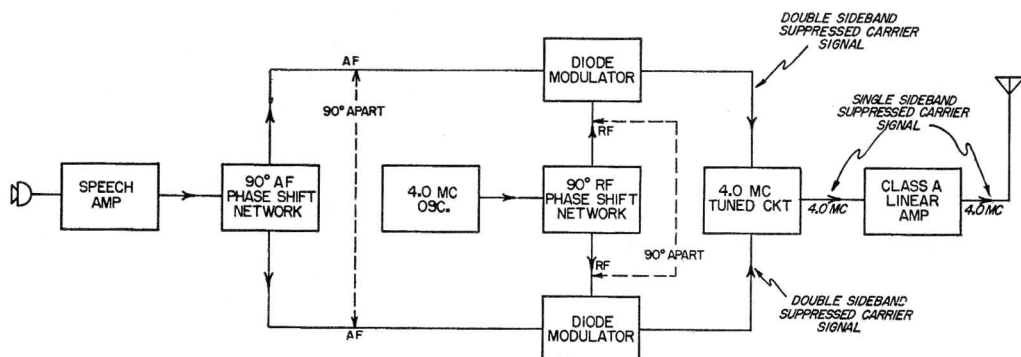 DOUBLE SIDEBAND
SUPPRESSED CARRIER
SIGNAL
AF
DIODE
MODULATOR
SINGLE SIDEBAND
SUPPRESSED CARRIER
SIGNAL
90° APART
RF
SPEECH
AMP
90° AF
PHASE SHIFT
NETWORK
4.0 MC
09C.
90° RF
PHASE SHIFT
NETWORK
4.0 MC
TUNED CKT
4.0 MC
CLASS A
LINEAR
AMP
4.0 MC
RF
90° APART
AF
DIODE
MODULATOR
DOUBLE SIDEBAND
SUPPRESSED CARRIER
SIGNAL